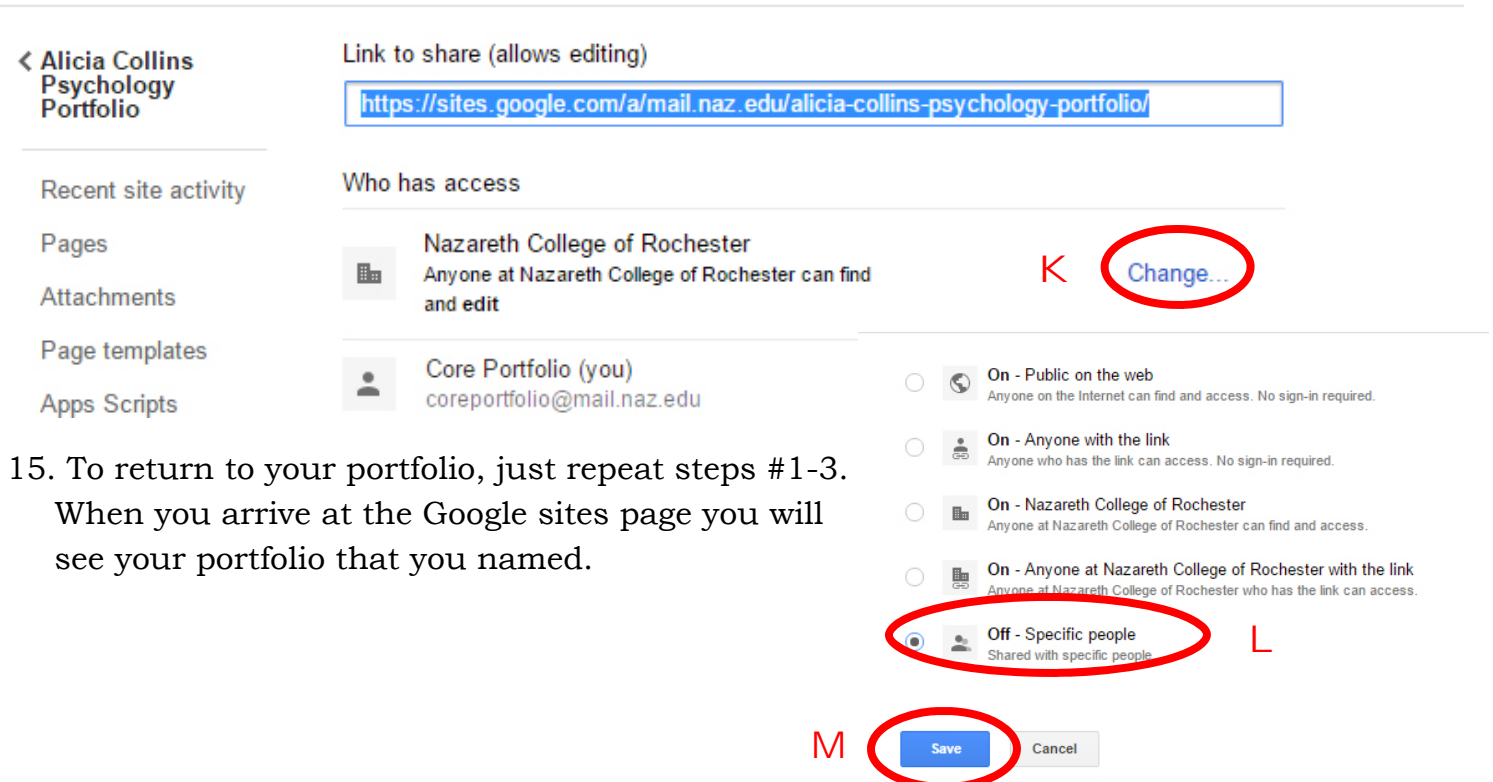 Alicia Collins
Psychology
Portfolio
Recent site activity
Pages
Attachments
Page templates
Apps Scripts
Link to share (allows editing)
https://sites.google.com/a/mail.naz.edu/alicia-collins-psychology-portfolio/
Who has access
Nazareth College of Rochester
Anyone at Nazareth College of Rochester can find
and edit
K
Change...
Core Portfolio (you)
coreportfolio@mail.naz.edu
15. To return to your portfolio, just repeat steps #1-3.
When you arrive at the Google sites page you will
see your portfolio that you named.
On - Public on the web
Anyone on the Internet can find and access. No sign-in required.
On - Anyone with the link
Anyone who has the link can access. No sign-in required.
On - Nazareth College of Rochester
Anyone at Nazareth College of Rochester can find and access.
On - Anyone at Nazareth College of Rochester with the link
Anyone at Nazareth College of Rochester who has the link can access.
Off - Specific people
Shared with specific people
L
M
Save
Cancel